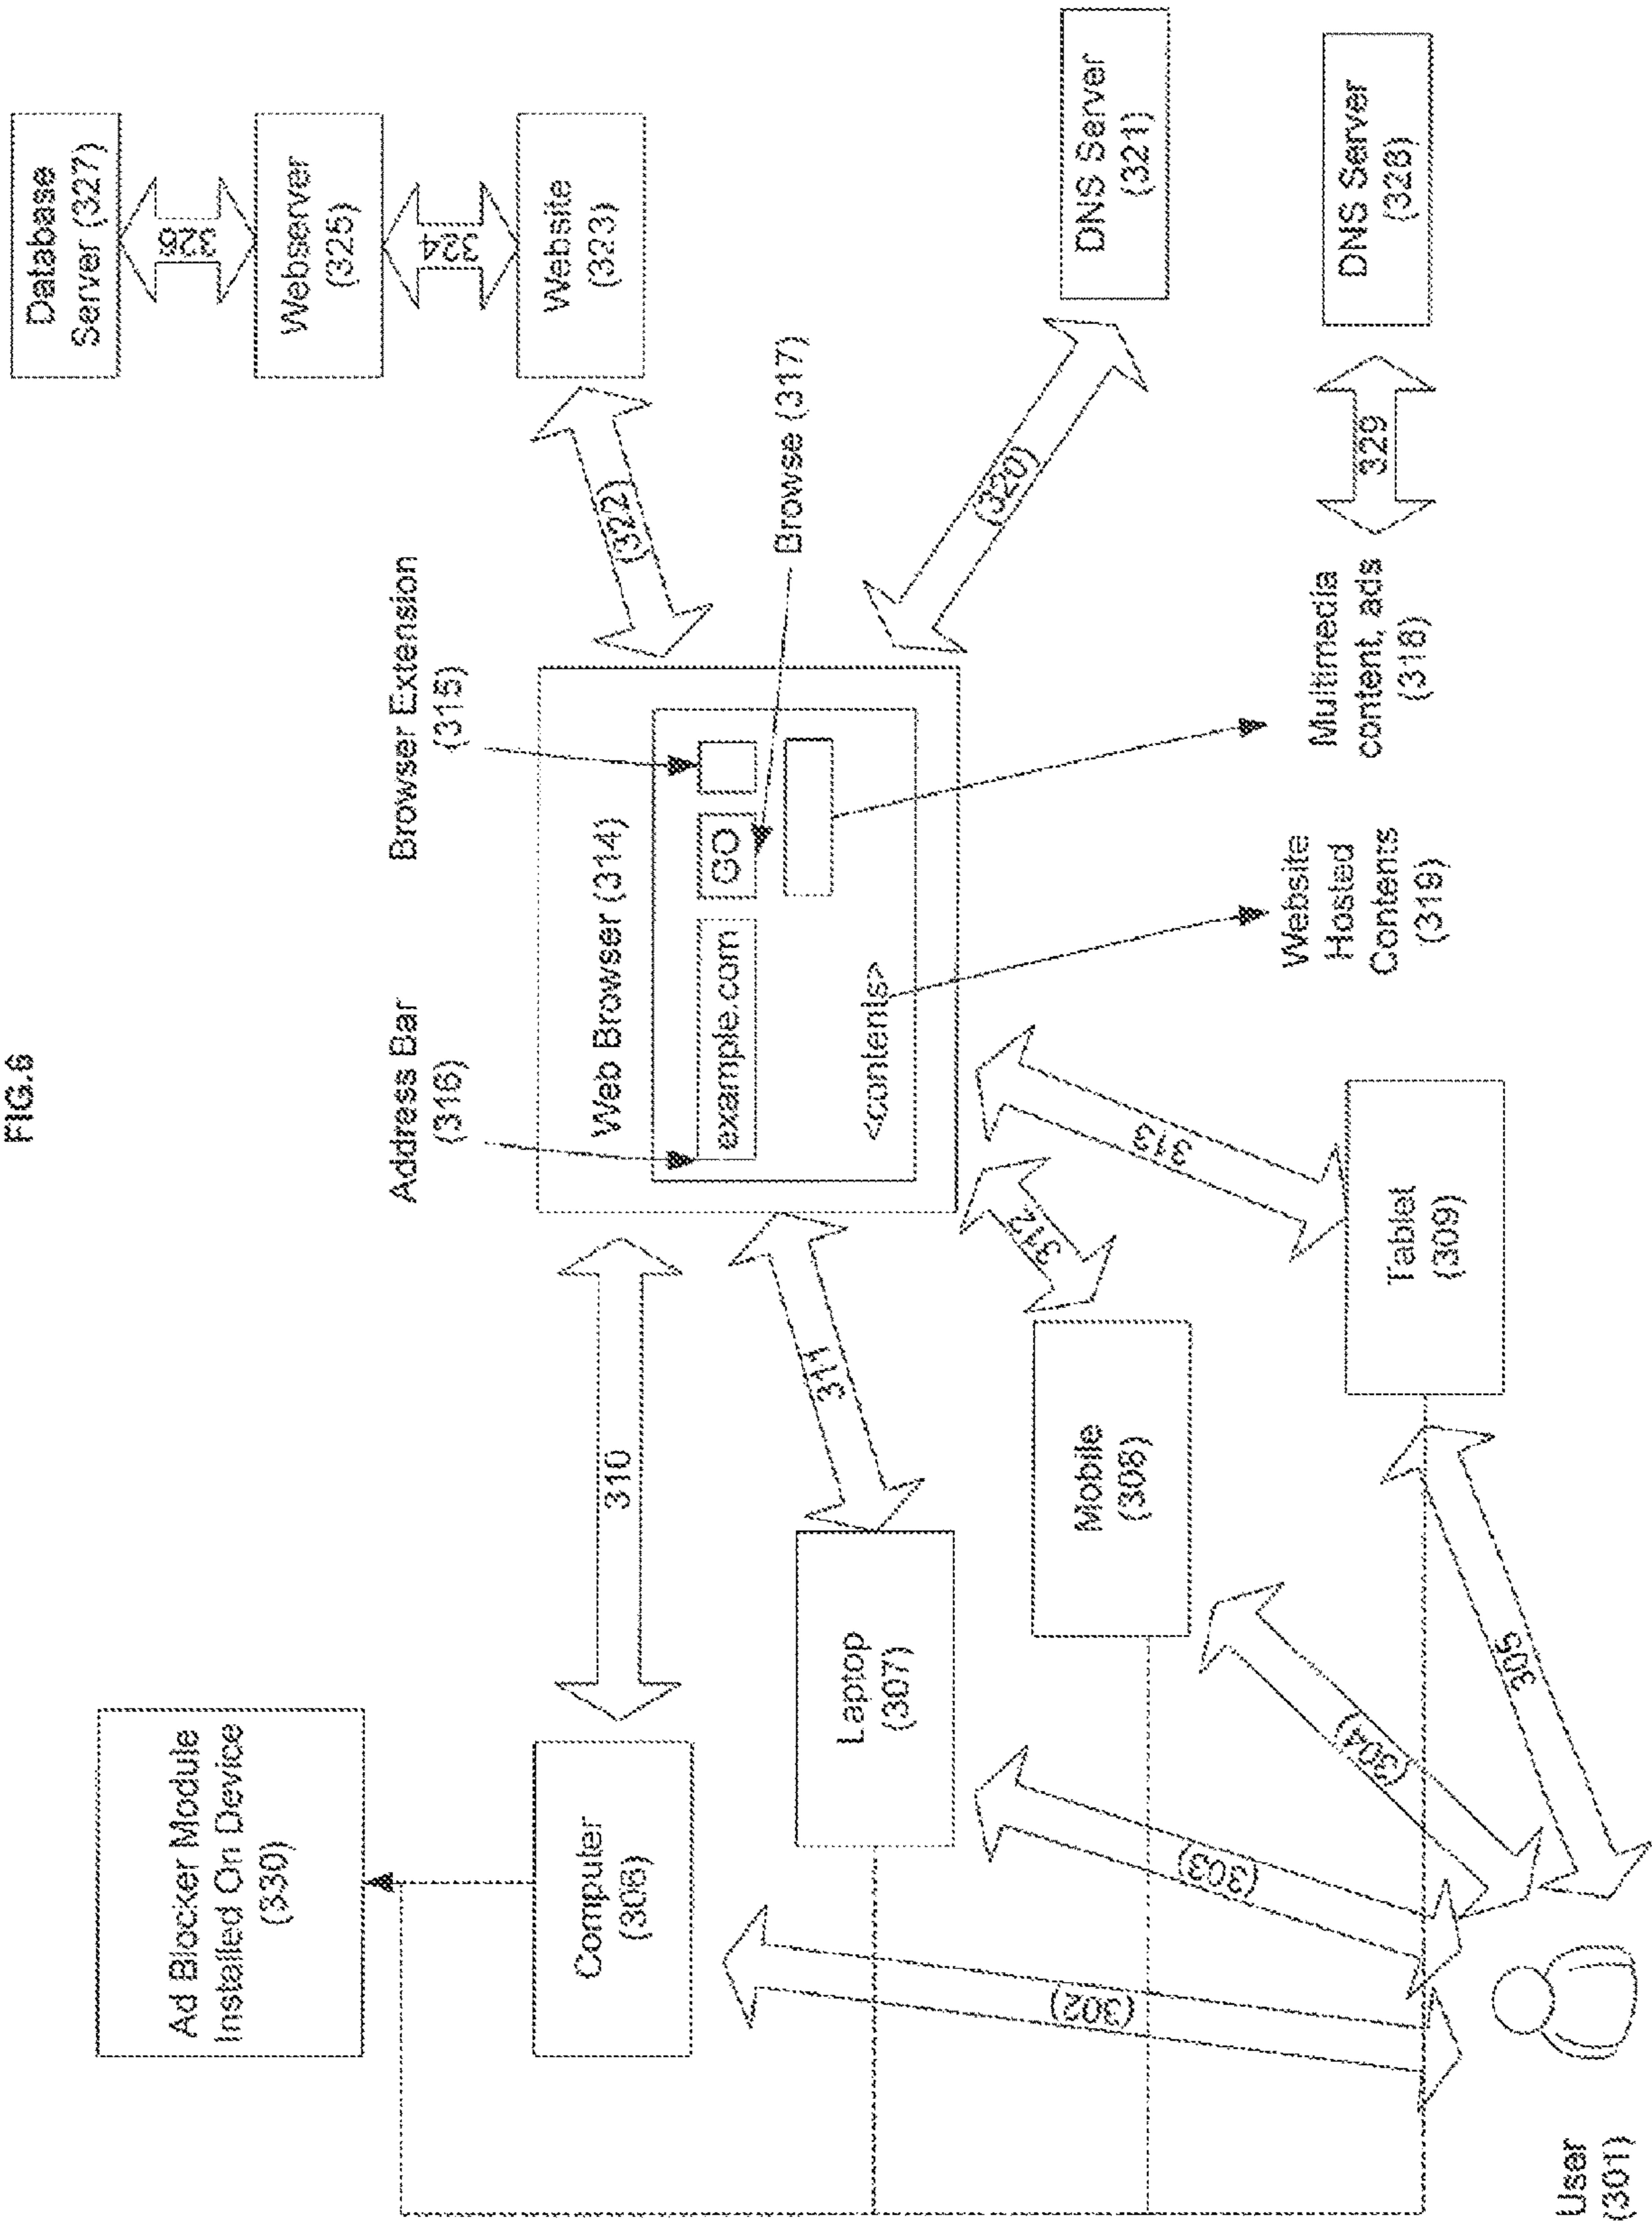 FIG.6
Ad Blocker Module
Installed On Device
(330)
Computer
(306)
310
Laptop
(307)
311
Mobile
(308)
312
Tablet
(309)
313
(302)
(303)
(304)
305
User
(301)
Address Bar
(316)
Browser Extension
(315)
Web Browser (314)
example.com
GO
<contents>
Browse (317)
Website
Hosted
Contents
(319)
Multimedia
content, ads
(318)
(322)
(320)
329
Database
Server (327)
326
Webserver
(325)
324
Website
(323)
DNS Server
(321)
DNS Server
(328)